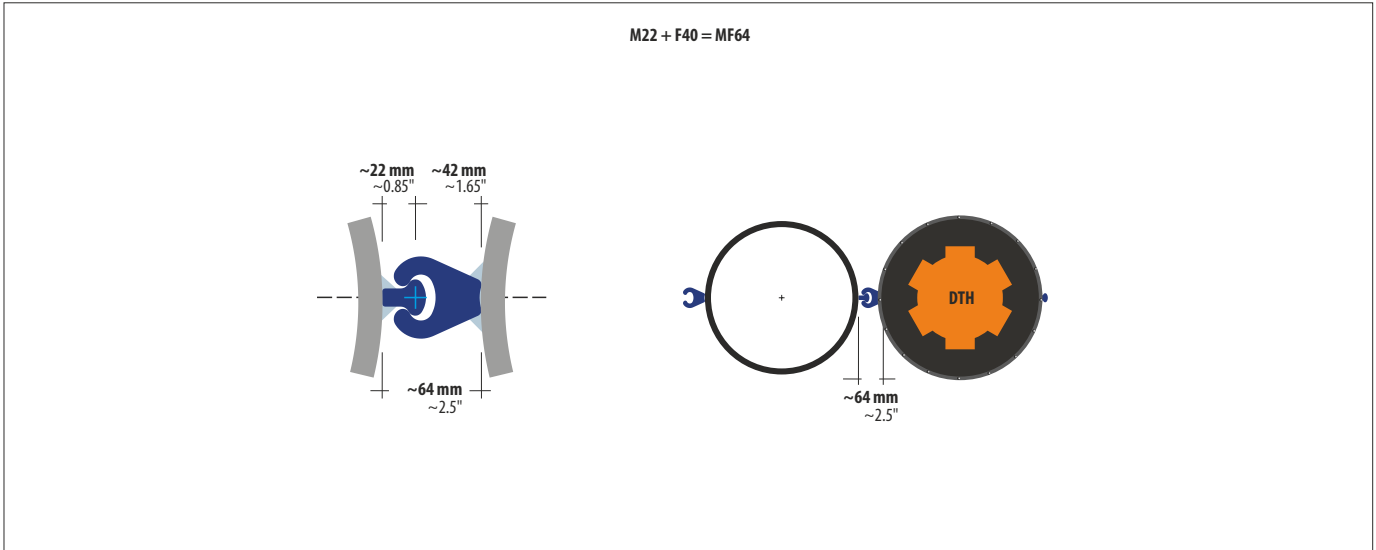 M22 + F40 = MF64
~22 mm ~42 mm
~0.85" ~1.65"
~64 mm
~2.5"
DTH
~64 mm
~2.5"